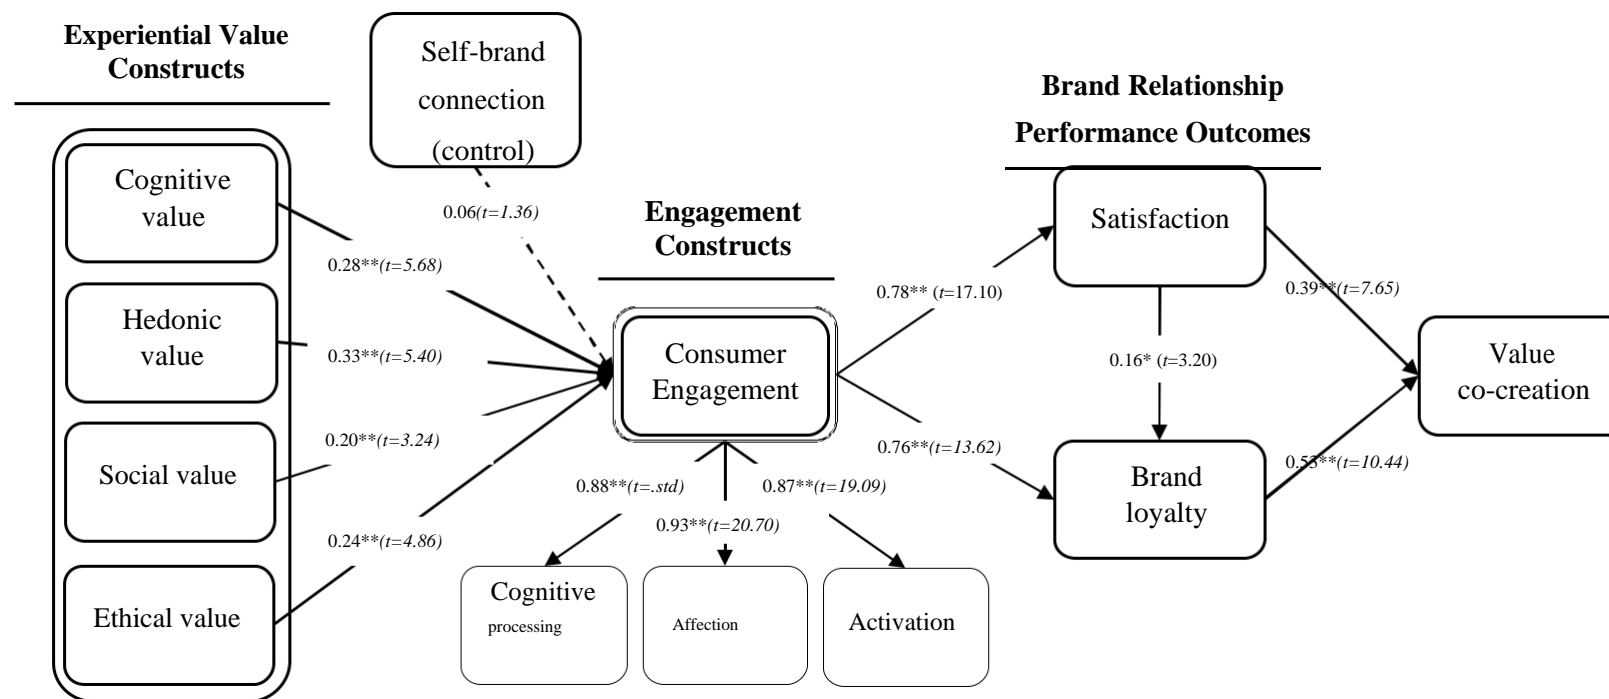 Experiential Value
Constructs
Self-brand
connection
(control)
Brand Relationship
Performance Outcomes
Cognitive
value
0.06(t=1.36)
Engagement
Constructs
Satisfaction
0.28**(t=5.68)
0.78** (t=17.10)
0.39**(t=7.65)
Hedonic
value
0.33**(t=5.40)
Consumer
Engagement
0.16* (t=3.20)
Value
co-creation
Social value
0.20**(t=3.24)
0.76**(t=13.62)
0.53**(t=10.44)
Brand
loyalty
0.88**(t=.std)
0.87**(t=19.09)
0.93**(t=20.70)
0.24**(t=4.86)
Ethical value
Cognitive
processing
Affection
Activation